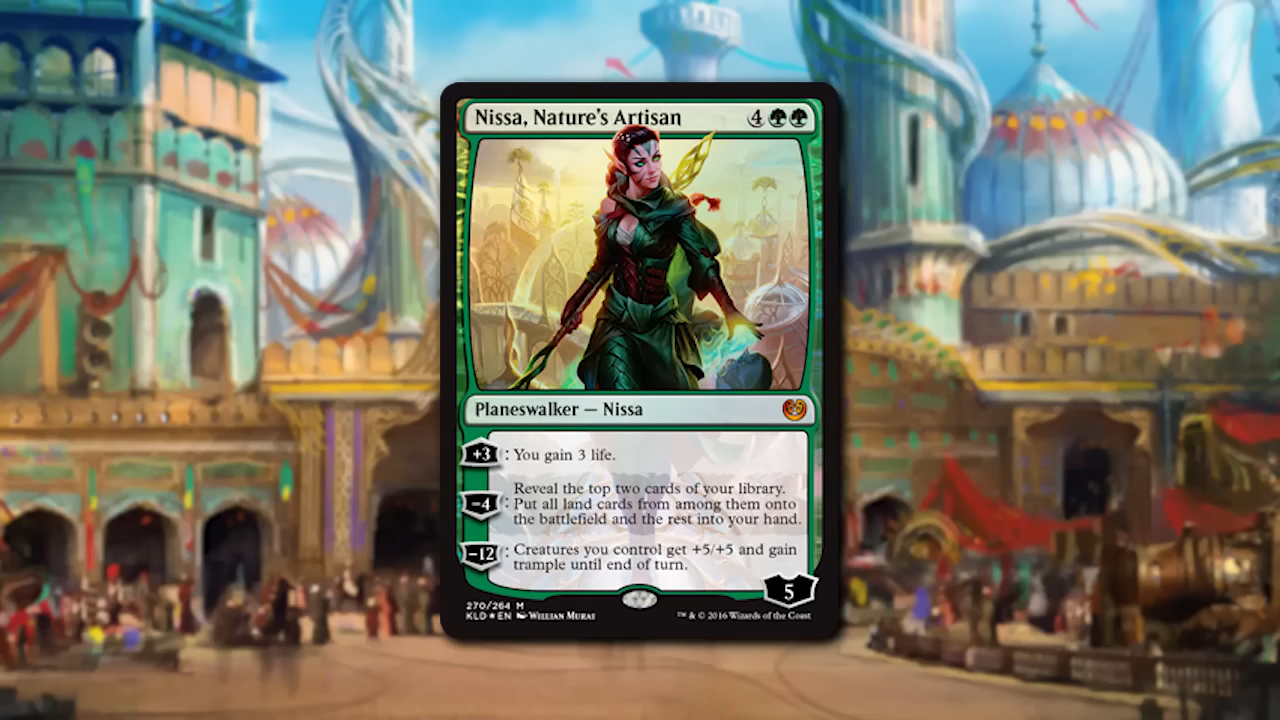 Nissa, Nature's Artisan 4
Planeswalker — Nissa
+3 : You gain 3 life.
-4 : Reveal the top two cards of your library.
Put all land cards from among them onto
the battlefield and the rest into your hand.
-12 : Creatures you control get +5/+5 and gain
trample until end of turn.
5
270/264 M
KLD ★ EN Willian Murai
™ & © 2016 Wizards of the Coast